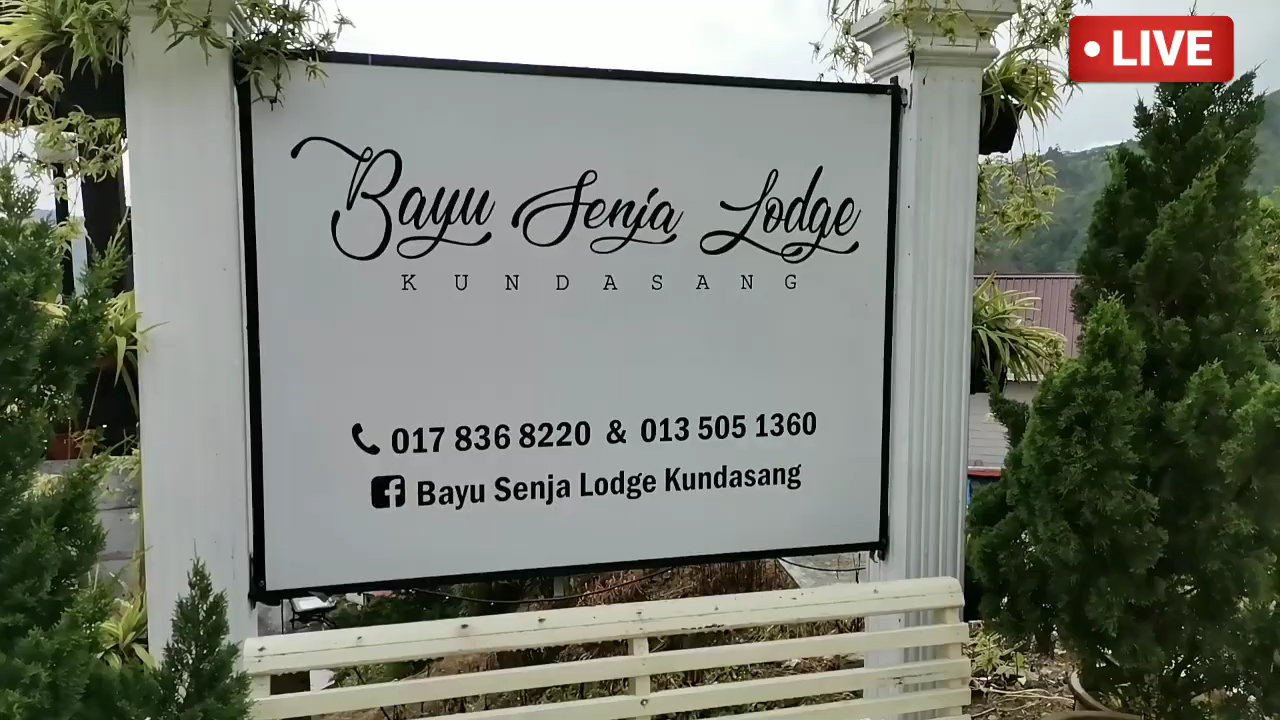 LIVE
Bayu Senja Lodge
KUNDASANG
017 836 8220 & 013 505 1360
Bayu Senja Lodge Kundasang